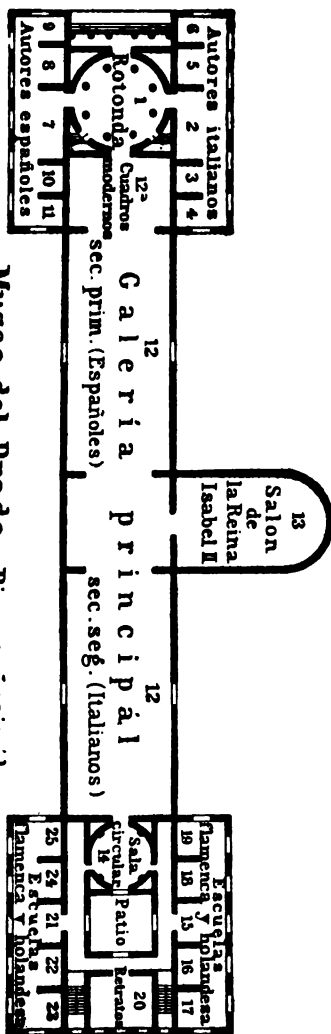 Autores italianos
6
5
2
3
4
Rotonda
1
9
8
7
10
11
Autores españoles
12ª
Cuadros
modernos
12
Galería principál
sec. prim. (Españoles)
13
Salon
de
la Reina
Isabel II
12
sec. seg. (Italianos)
Sala
circular
14
Patio
20
Retratos
Escuelas
flamenca y holandesa
19
18
15
16
17
25
24
21
22
23
Escuelas
flamenca y holandesa
Museo del Prado